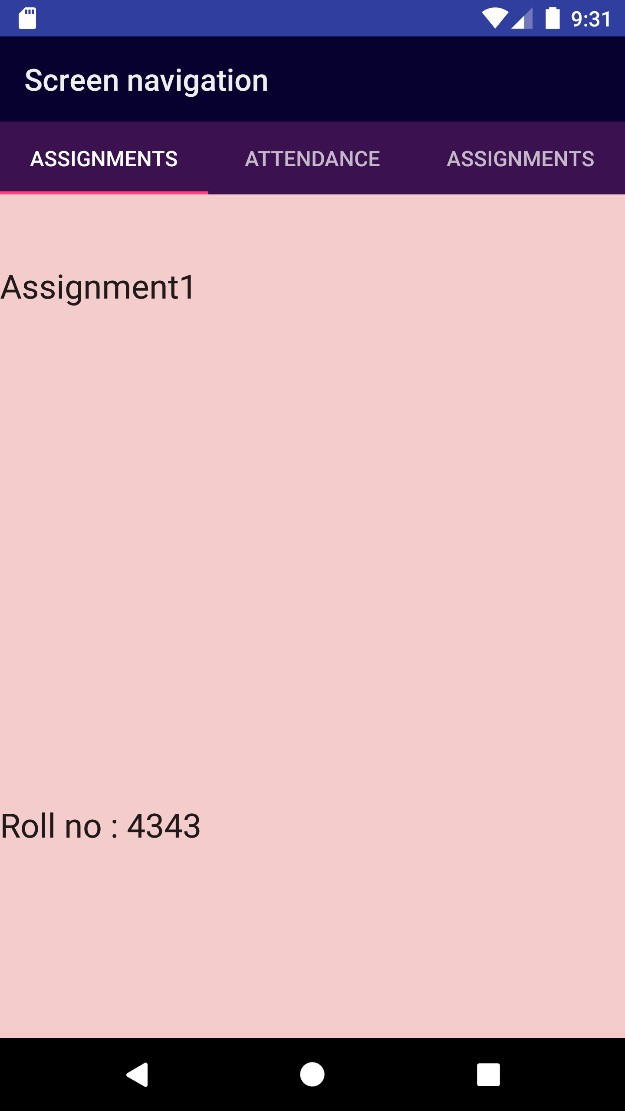 9:31
Screen navigation
ASSIGNMENTS ATTENDANCE ASSIGNMENTS
Assignment1
Roll no : 4343